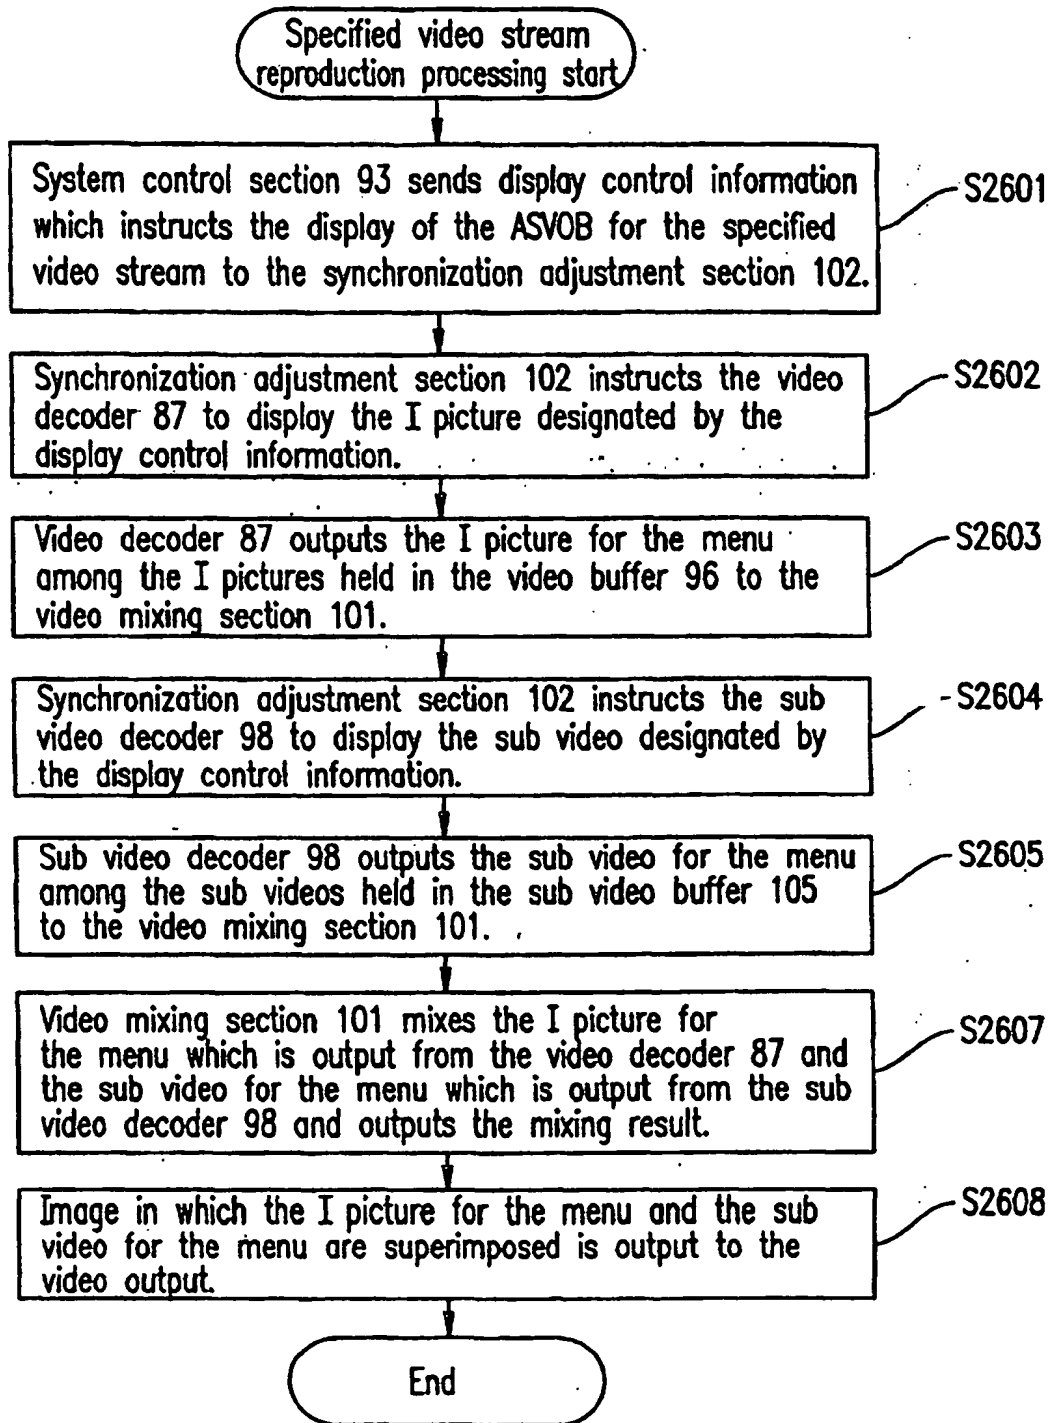 Specified video stream
reproduction processing start
System control section 93 sends display control information
which instructs the display of the ASVOB for the specified
video stream to the synchronization adjustment section 102.
S2601
Synchronization adjustment section 102 instructs the video
decoder 87 to display the I picture designated by the
display control information.
S2602
Video decoder 87 outputs the I picture for the menu
among the I pictures held in the video buffer 96 to the
video mixing section 101.
S2603
Synchronization adjustment section 102 instructs the sub
video decoder 98 to display the sub video designated by
the display control information.
S2604
Sub video decoder 98 outputs the sub video for the menu
among the sub videos held in the sub video buffer 105
to the video mixing section 101.
S2605
Video mixing section 101 mixes the I picture for
the menu which is output from the video decoder 87 and
the sub video for the menu which is output from the sub
video decoder 98 and outputs the mixing result.
S2607
Image in which the I picture for the menu and the sub
video for the menu are superimposed is output to the
video output.
S2608
End